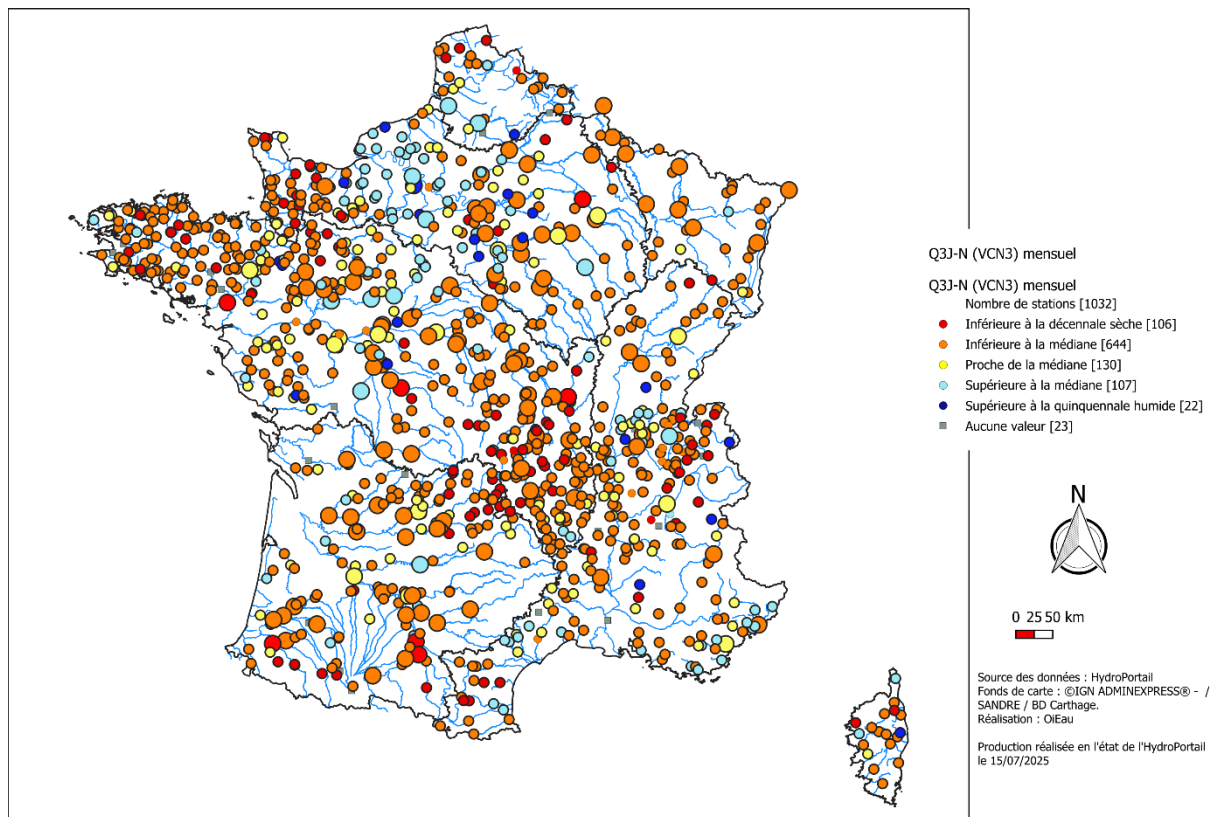 Q3J-N (VCN3) mensuel
Q3J-N (VCN3) mensuel
Nombre de stations [1032]
Inférieure à la décennale sèche [106]
Inférieure à la médiane [644]
Proche de la médiane [130]
Supérieure à la médiane [107]
Supérieure à la quinquennale humide [22]
Aucune valeur [23]
N
0 25 50 km
Source des données : HydroPortail
Fonds de carte : ©IGN ADMINEXPRESS® - /
SANDRE / BD Carthage.
Réalisation : OiEau
Production réalisée en l'état de l'HydroPortail
le 15/07/2025